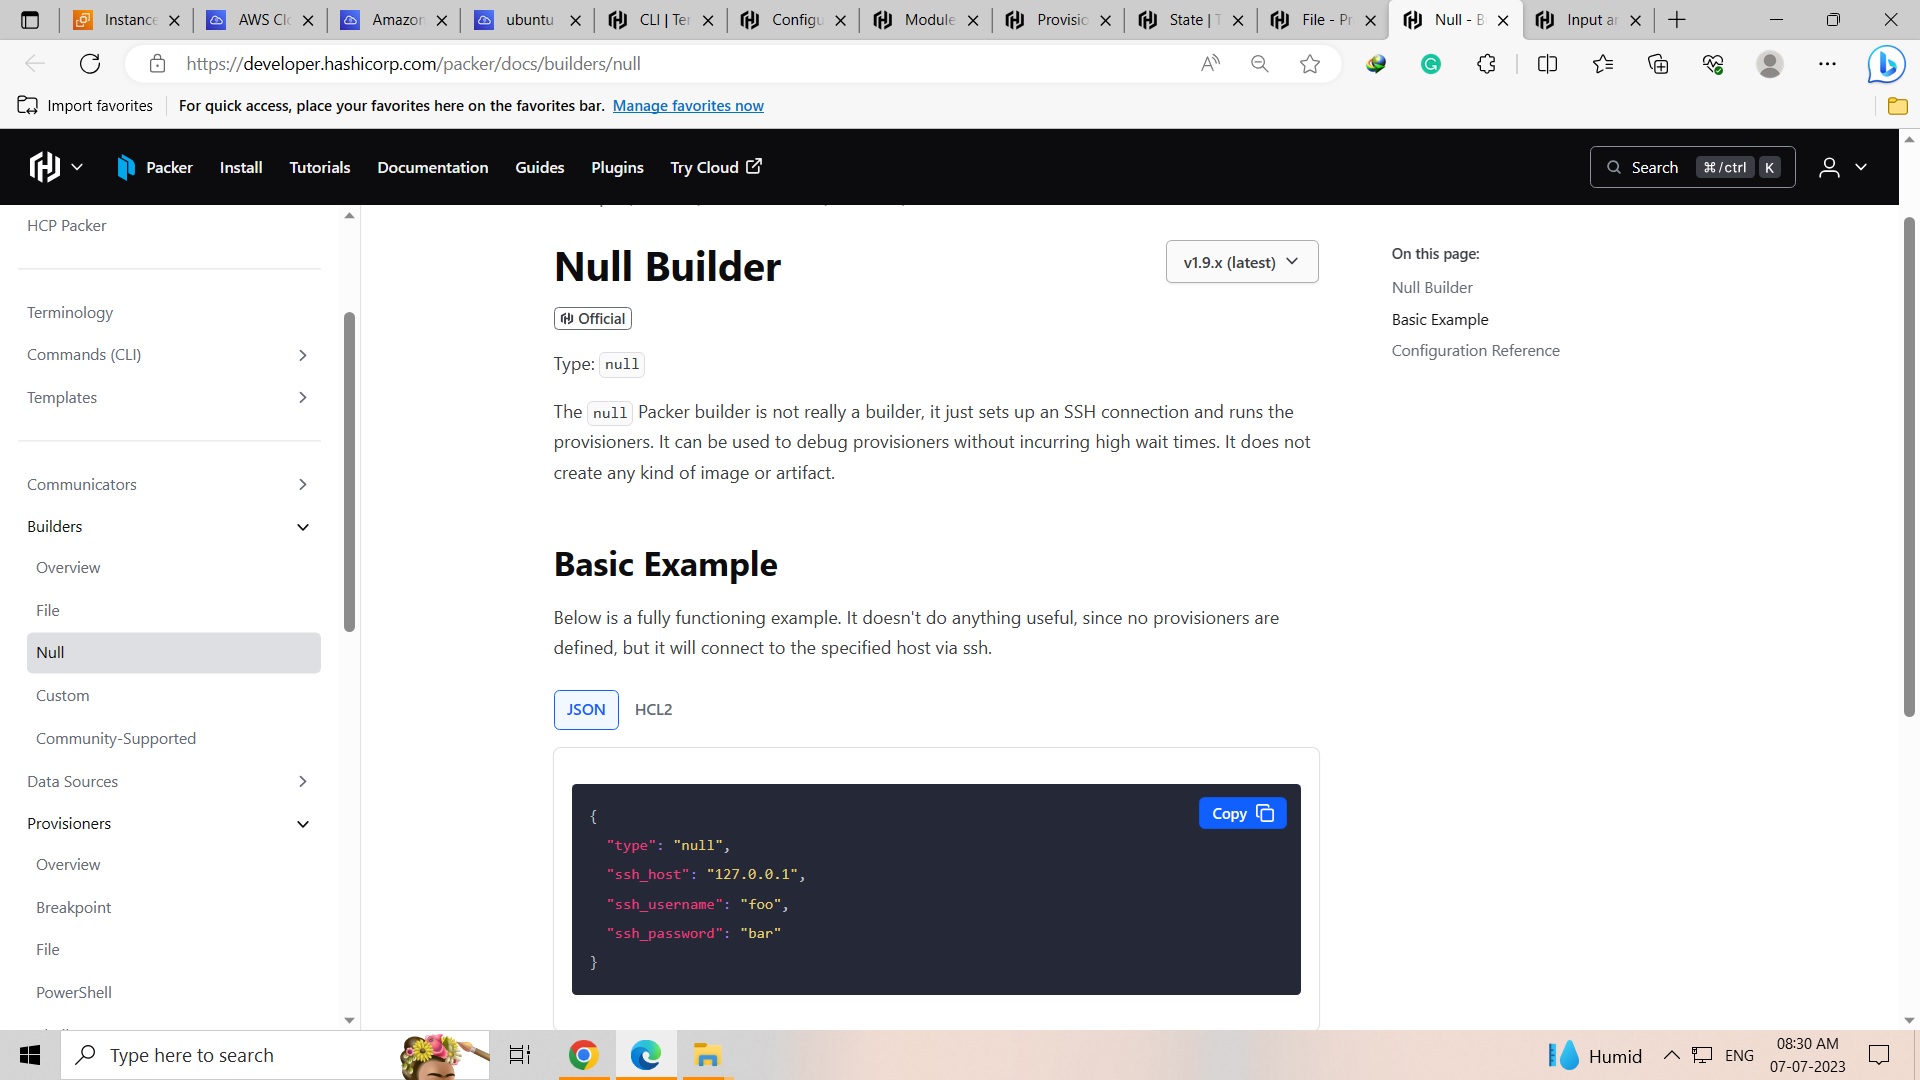 Instance
AWS Clo
Amazon
ubuntu
CLI | Ter
Configu
Module
Provisio
State | T
File - Pr
Null - B
Input a
https://developer.hashicorp.com/packer/docs/builders/null
Import favorites
For quick access, place your favorites here on the favorites bar. Manage favorites now
Packer
Install
Tutorials
Documentation
Guides
Plugins
Try Cloud
Search ⌘/ctrl K
HCP Packer
Terminology
Commands (CLI)
Templates
Communicators
Builders
Overview
File
Null
Custom
Community-Supported
Data Sources
Provisioners
Overview
Breakpoint
File
PowerShell
Null Builder
v1.9.x (latest)
Official
Type: null
The null Packer builder is not really a builder, it just sets up an SSH connection and runs the
provisioners. It can be used to debug provisioners without incurring high wait times. It does not
create any kind of image or artifact.
Basic Example
Below is a fully functioning example. It doesn't do anything useful, since no provisioners are
defined, but it will connect to the specified host via ssh.
JSON
HCL2
Copy
{
"type": "null",
"ssh_host": "127.0.0.1",
"ssh_username": "foo",
"ssh_password": "bar"
}
On this page:
Null Builder
Basic Example
Configuration Reference
Type here to search
Humid
ENG
08:30 AM
07-07-2023